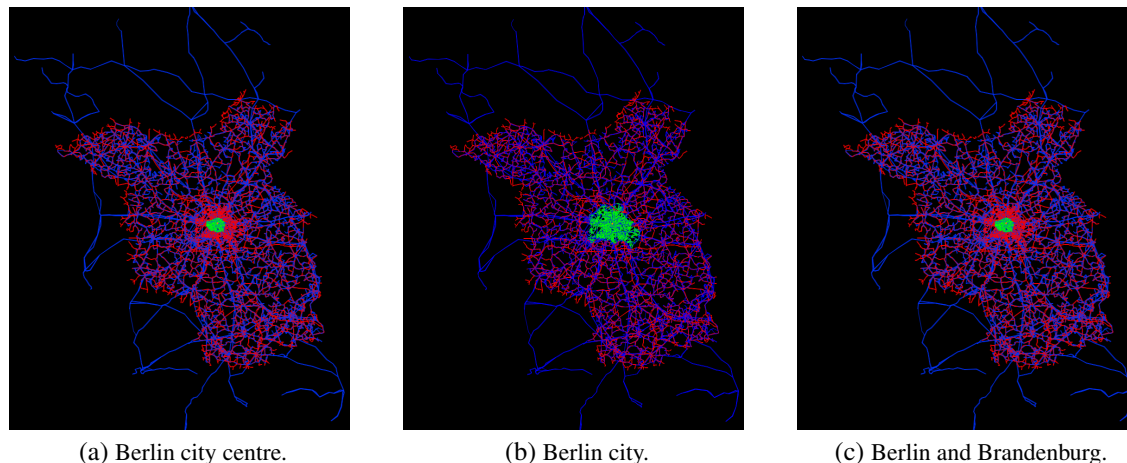 (a) Berlin city centre.
(b) Berlin city.
(c) Berlin and Brandenburg.